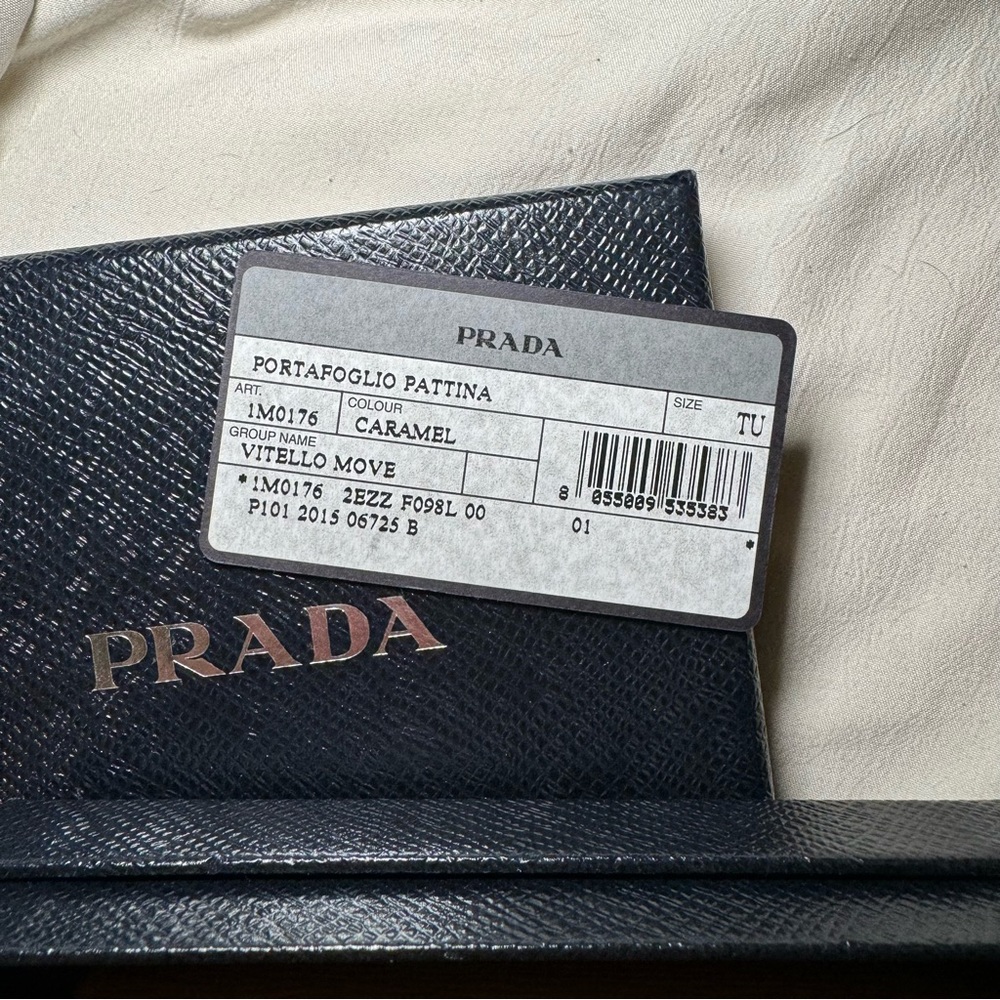 PRADA
PORTAFOGLIO PATTINA
ART.
1M0176
COLOUR
CARAMEL
SIZE
TU
GROUP NAME
VITELLO MOVE
*1M0176 2EZZ F098L 00
P101 2015 06725 B
8 055009 535383
01
*
PRADA